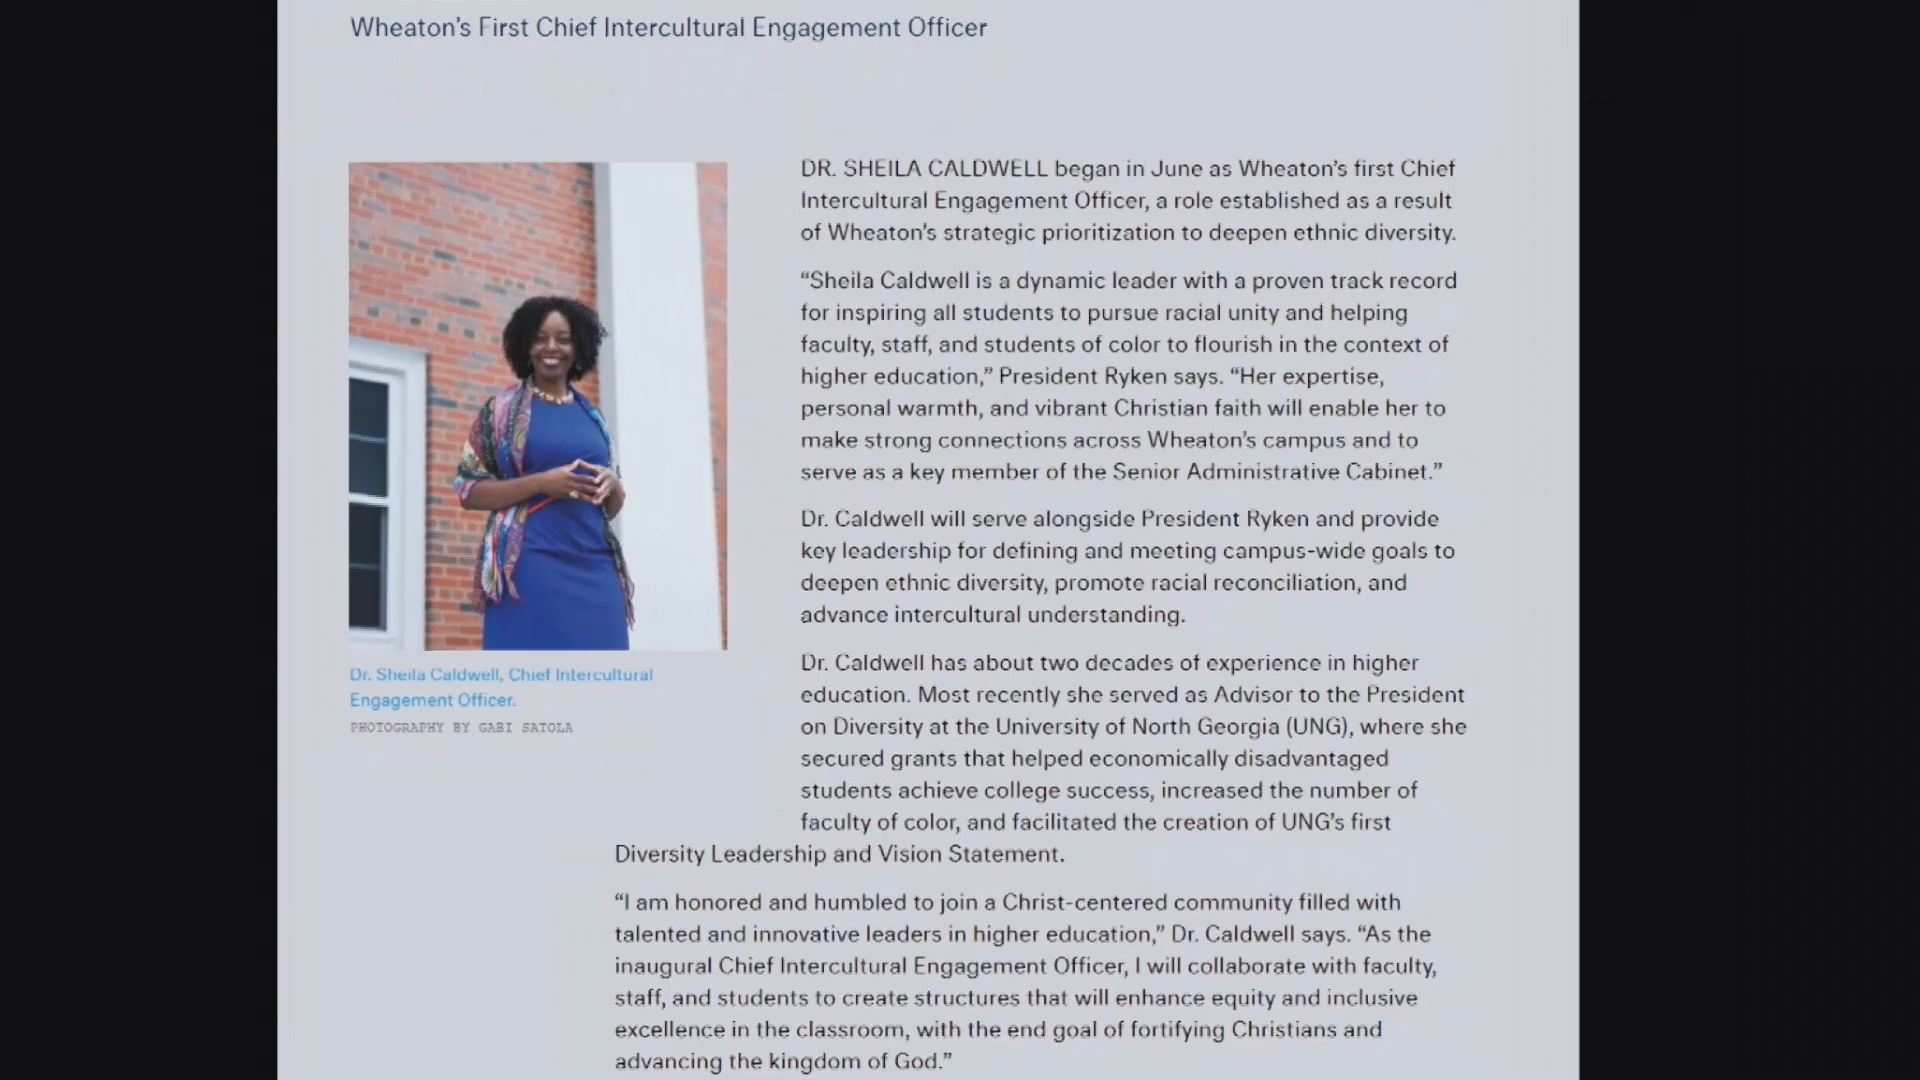 Wheaton’s First Chief Intercultural Engagement Officer
DR. SHEILA CALDWELL began in June as Wheaton’s first Chief
Intercultural Engagement Officer, a role established as a result
of Wheaton’s strategic prioritization to deepen ethnic diversity.
“Sheila Caldwell is a dynamic leader with a proven track record
for inspiring all students to pursue racial unity and helping
faculty, staff, and students of color to flourish in the context of
higher education,” President Ryken says. “Her expertise,
personal warmth, and vibrant Christian faith will enable her to
make strong connections across Wheaton’s campus and to
serve as a key member of the Senior Administrative Cabinet.”
Dr. Caldwell will serve alongside President Ryken and provide
key leadership for defining and meeting campus-wide goals to
deepen ethnic diversity, promote racial reconciliation, and
advance intercultural understanding.
Dr. Caldwell has about two decades of experience in higher
education. Most recently she served as Advisor to the President
on Diversity at the University of North Georgia (UNG), where she
secured grants that helped economically disadvantaged
students achieve college success, increased the number of
faculty of color, and facilitated the creation of UNG’s first
Diversity Leadership and Vision Statement.
“I am honored and humbled to join a Christ-centered community filled with
talented and innovative leaders in higher education,” Dr. Caldwell says. “As the
inaugural Chief Intercultural Engagement Officer, I will collaborate with faculty,
staff, and students to create structures that will enhance equity and inclusive
excellence in the classroom, with the end goal of fortifying Christians and
advancing the kingdom of God.”
Dr. Sheila Caldwell, Chief Intercultural
Engagement Officer.
PHOTOGRAPHY BY GABI SATOLA